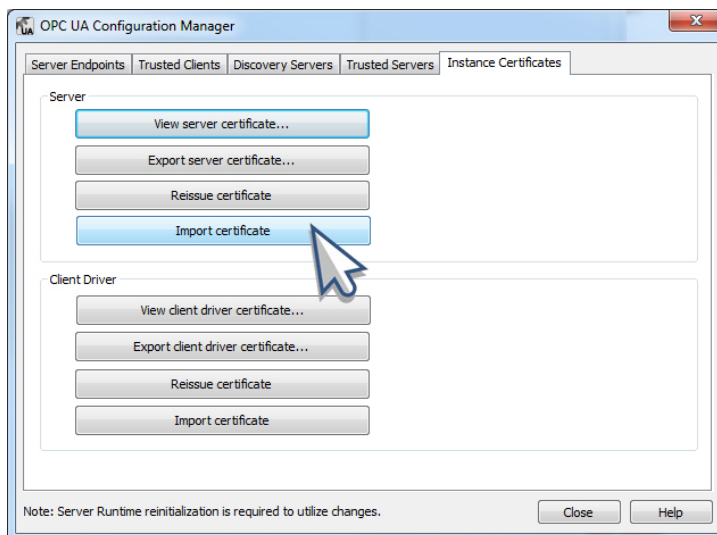 OPC UA Configuration Manager
Server Endpoints Trusted Clients Discovery Servers Trusted Servers Instance Certificates
Server
View server certificate...
Export server certificate...
Reissue certificate
Import certificate
Client Driver
View client driver certificate...
Export client driver certificate...
Reissue certificate
Import certificate
Note: Server Runtime reinitialization is required to utilize changes.
Close Help